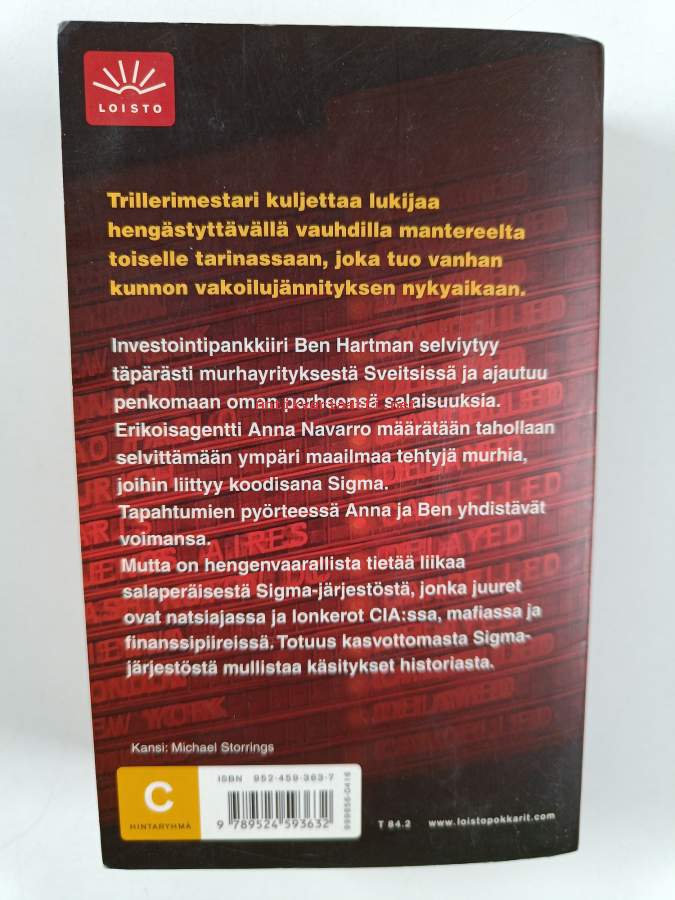 LOISTO
Trillerimestari kuljettaa lukijaa
hengästyttävällä vauhdilla mantereelta
toiselle tarinassaan, joka tuo vanhan
kunnon vakoilujännityksen nykyaikaan.
Investointipankkiiri Ben Hartman selviytyy
täpärästi murhayrityksestä Sveitsissä ja ajautuu
penkomaan oman perheensä salaisuuksia.
Erikoisagentti Anna Navarro määrätään tahollaan
selvittämään ympäri maailmaa tehtyjä murhia,
joihin liittyy koodisana Sigma.
Tapahtumien pyörteessä Anna ja Ben yhdistävät
voimansa.
Mutta on hengenvaarallista tietää liikaa
salaperäisestä Sigma-järjestöstä, jonka juuret
ovat natsiajassa ja lonkerot CIA:ssa, mafiassa ja
finanssipiireissä. Totuus kasvottomasta Sigma-
järjestöstä mullistaa käsitykset historiasta.
Kansi: Michael Storrings
C
HINTARYHMÄ
ISBN 952-459-363-7
9 789524 593632
T 84.2
www.loistopokkarit.com